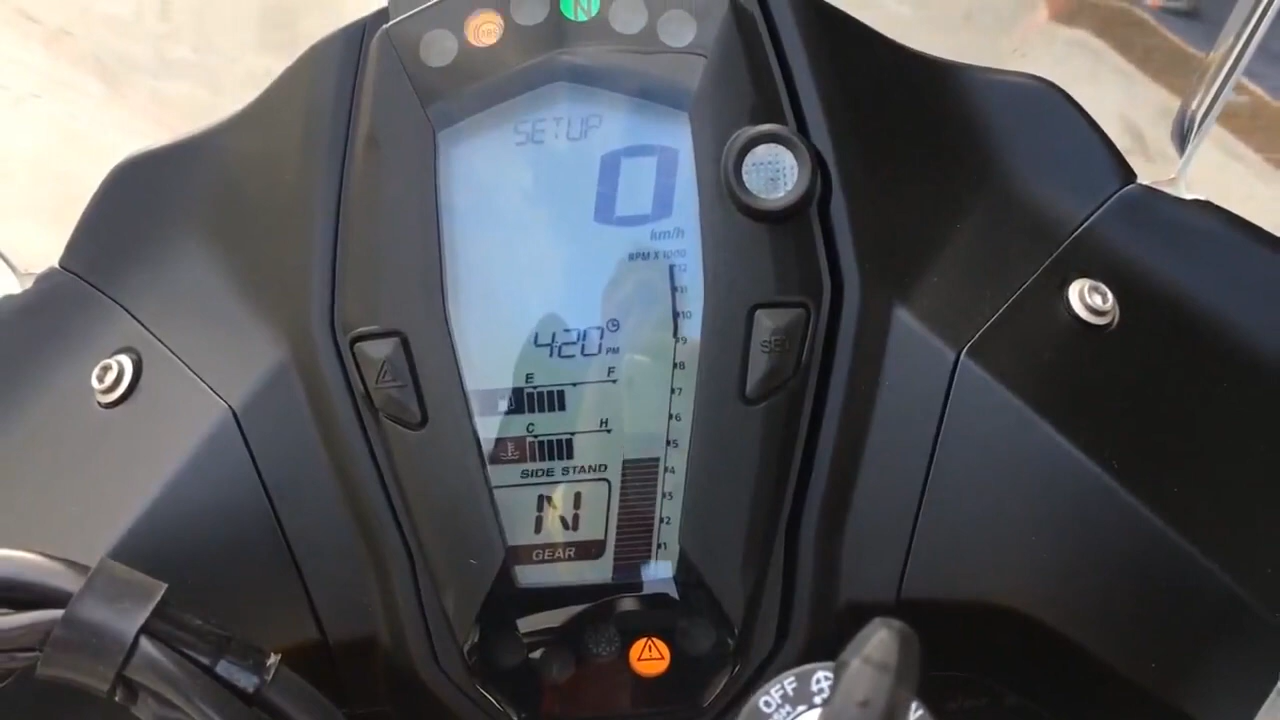 N
ABS
SETUP
0
km/h
RPM X 1000
12
11
10
9
8
7
6
5
4
3
2
1
4:20 PM
E F
C H
SIDE STAND
N
GEAR
SET
OFF